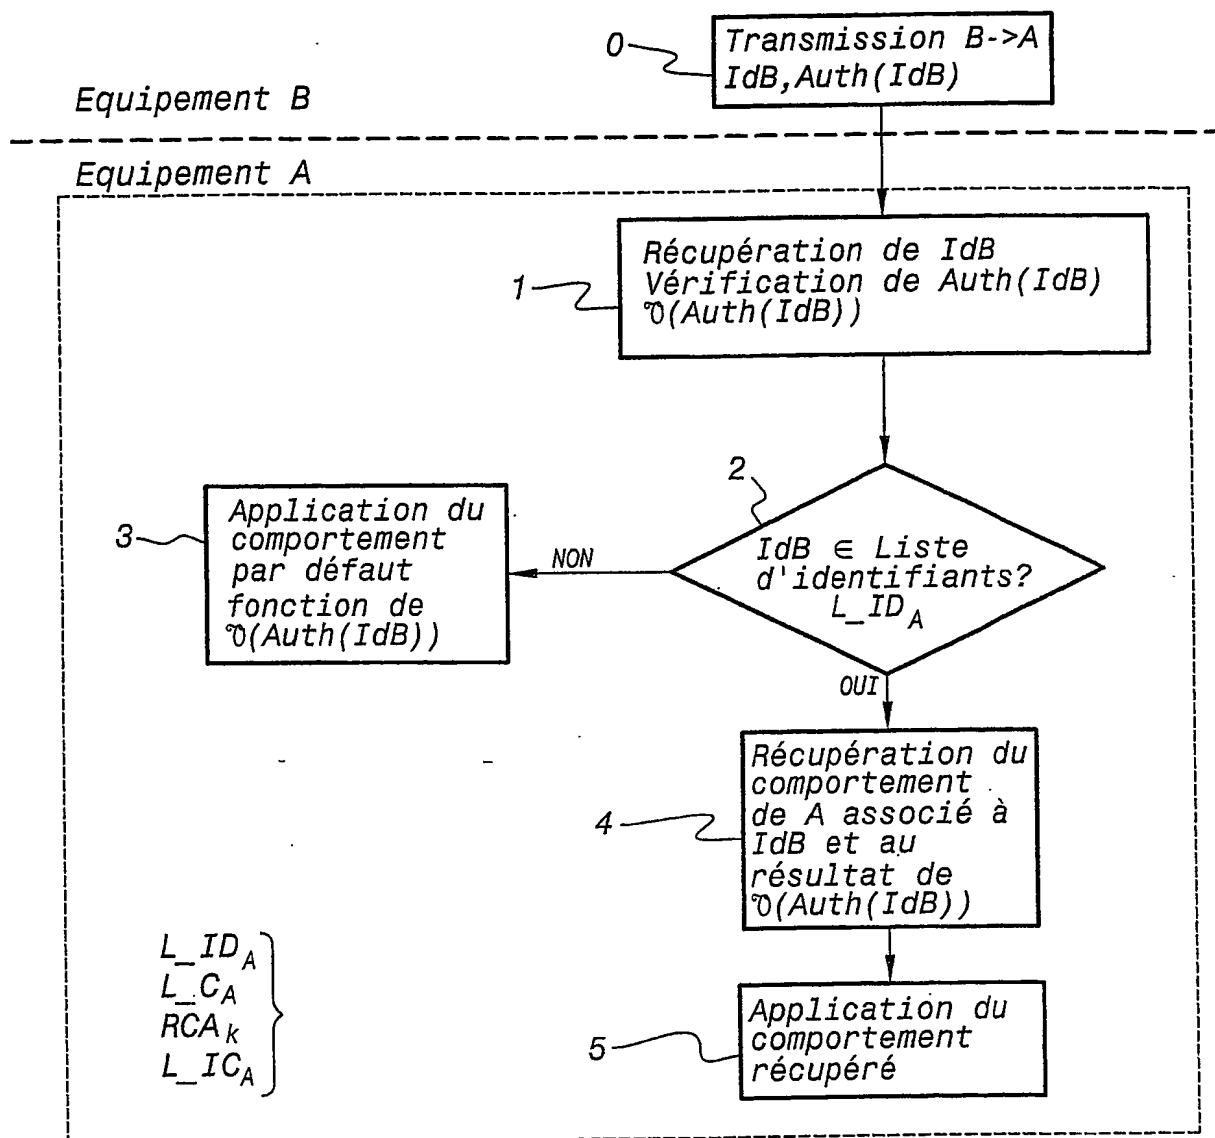 0
Transmission B->A
IdB,Auth(IdB)
Equipement B
Equipement A
1
Récupération de IdB
Vérification de Auth(IdB)
𝒱(Auth(IdB))
2
IdB ∈ Liste
d'identifiants?
L_ID_A
NON
3
Application du
comportement
par défaut
fonction de
𝒱(Auth(IdB))
OUI
4
Récupération du
comportement
de A associé à
IdB et au
résultat de
𝒱(Auth(IdB))
5
Application du
comportement
récupéré
L_ID_A
L_C_A
RCA_k
L_IC_A